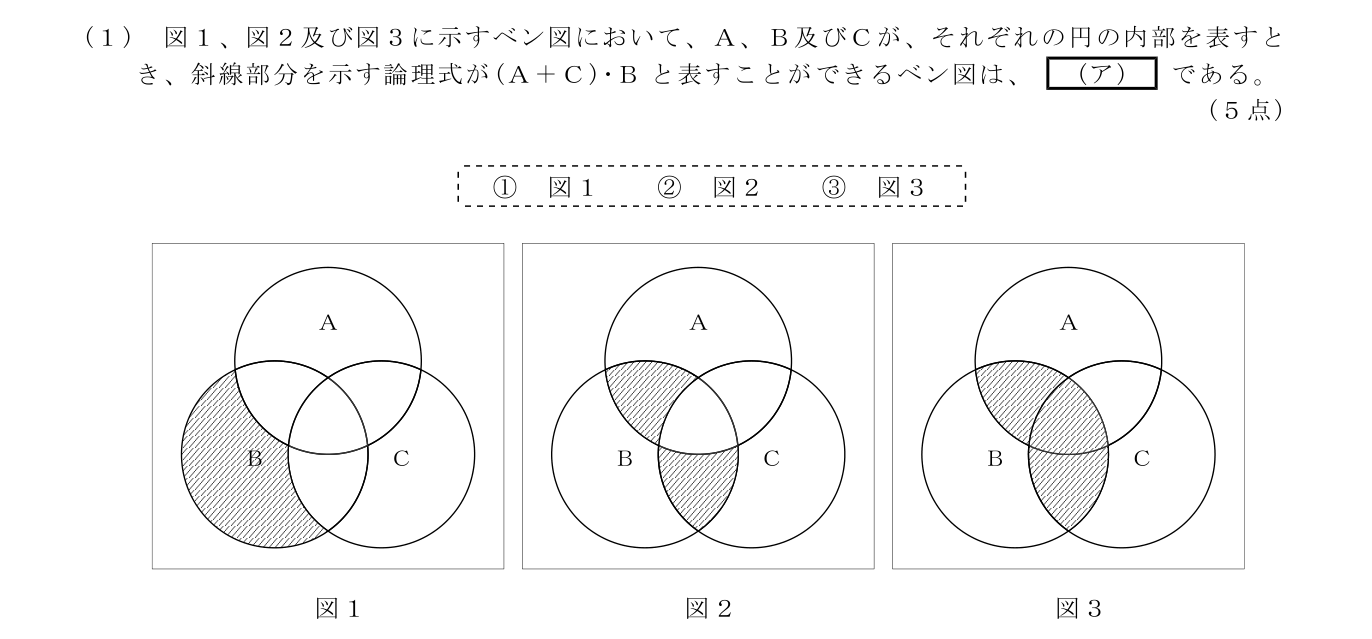 (1) 図1、図2及び図3に示すベン図において、A、B及びCが、それぞれの円の内部を表すと
き、斜線部分を示す論理式が(A+C)・B と表すことができるベン図は、 (ア) である。
(5点)
① 図1 ② 図2 ③ 図3
A
B
C
A
B
C
A
B
C
図1 図2 図3